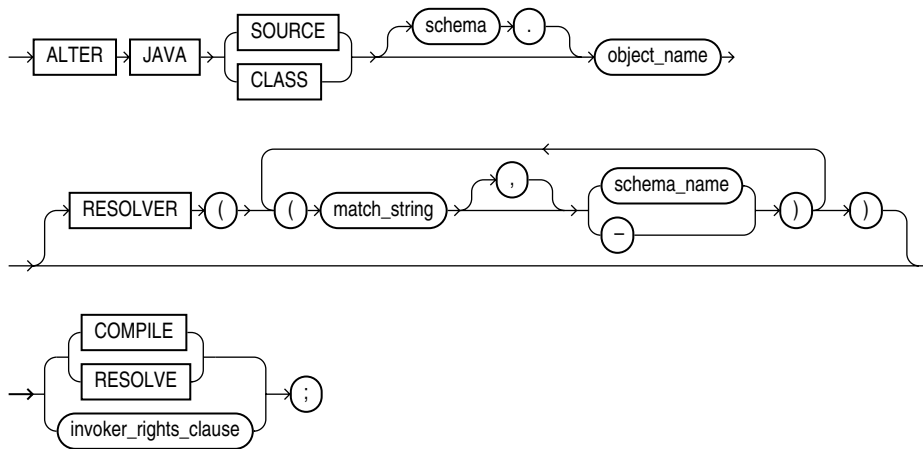 SOURCE schema .
ALTER JAVA object_name
CLASS
, schema_name
RESOLVER ( ( match_string ) )
–
COMPILE
RESOLVE ;
invoker_rights_clause